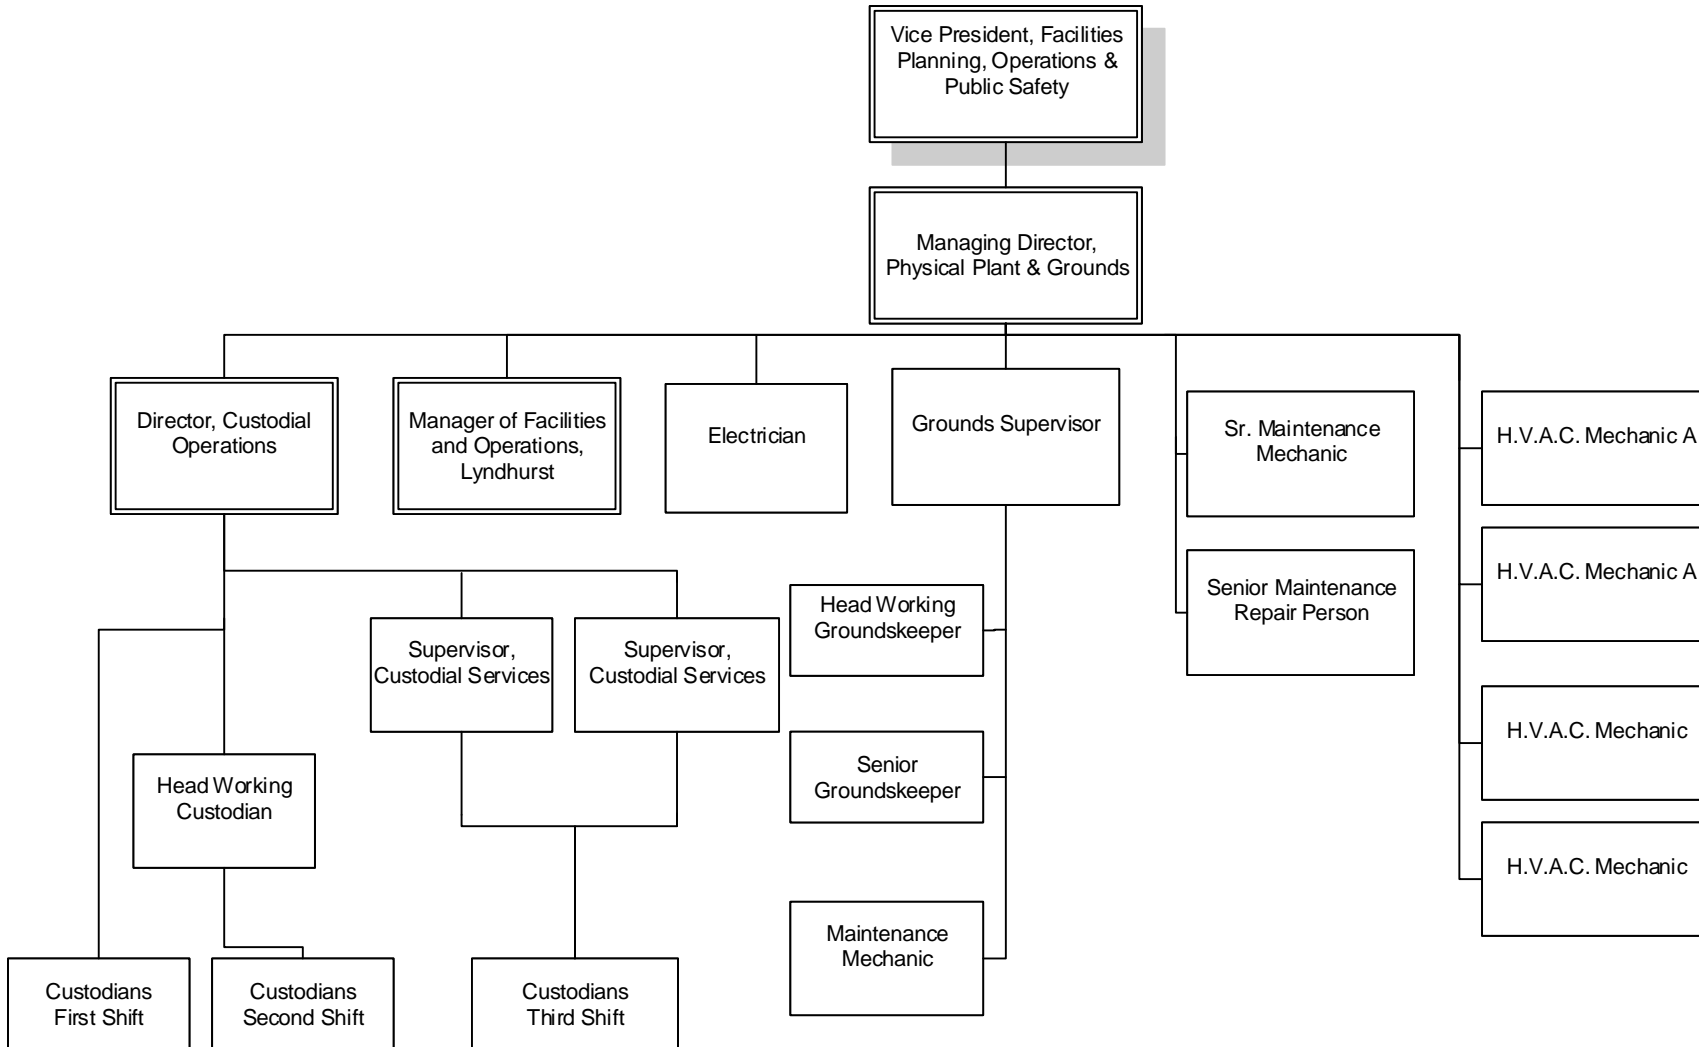 Vice President, Facilities
Planning, Operations &
Public Safety
Managing Director,
Physical Plant & Grounds
Director, Custodial
Operations
Manager of Facilities
and Operations,
Lyndhurst
Electrician
Grounds Supervisor
Sr. Maintenance
Mechanic
H.V.A.C. Mechanic A
H.V.A.C. Mechanic A
Senior Maintenance
Repair Person
Head Working
Groundskeeper
Supervisor,
Custodial Services
Supervisor,
Custodial Services
H.V.A.C. Mechanic
Senior
Groundskeeper
Head Working
Custodian
H.V.A.C. Mechanic
Maintenance
Mechanic
Custodians
First Shift
Custodians
Second Shift
Custodians
Third Shift